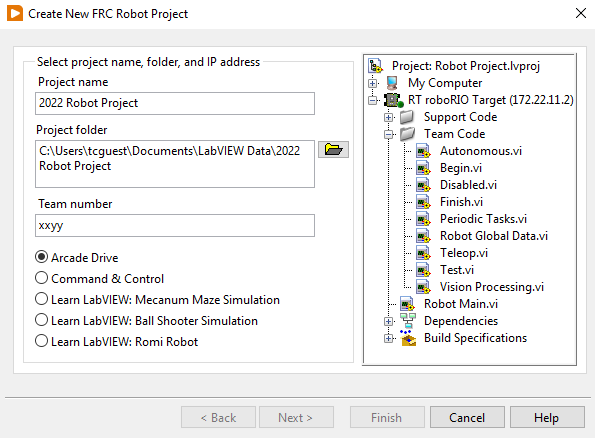 Create New FRC Robot Project
Select project name, folder, and IP address
Project name
2022 Robot Project
Project folder
C:\Users\tcguest\Documents\LabVIEW Data\2022
Robot Project
Team number
xxyy
Arcade Drive
Command & Control
Learn LabVIEW: Mecanum Maze Simulation
Learn LabVIEW: Ball Shooter Simulation
Learn LabVIEW: Romi Robot
Project: Robot Project.lvproj
My Computer
RT roboRIO Target (172.22.11.2)
Support Code
Team Code
Autonomous.vi
Begin.vi
Disabled.vi
Finish.vi
Periodic Tasks.vi
Robot Global Data.vi
Teleop.vi
Test.vi
Vision Processing.vi
Robot Main.vi
Dependencies
Build Specifications
< Back
Next >
Finish
Cancel
Help